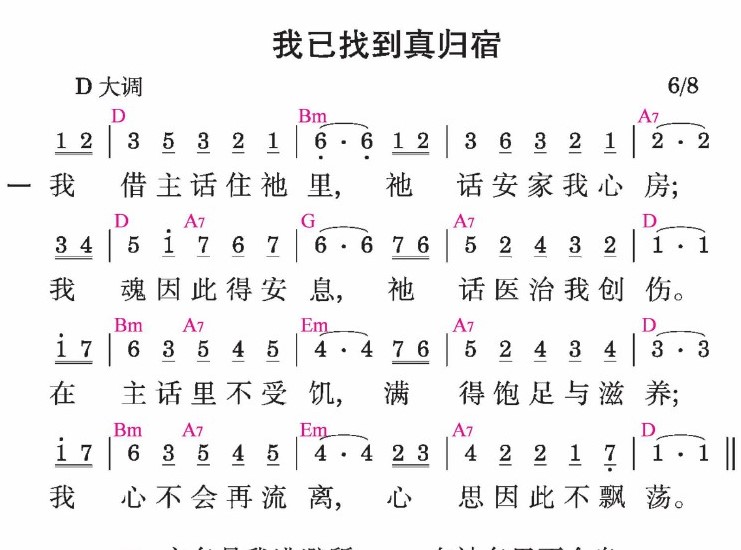 我已找到真归宿
D 大调 6/8
D Bm A7
1 2 | 3 5 3 2 1 | 6 · 6 1 2 | 3 6 3 2 1 | 2 · 2
一 我 借主话住祂里, 祂 话安家我心房;
D A7 G A7 D
3 4 | 5 1 7 6 7 | 6 · 6 7 6 | 5 2 4 3 2 | 1 · 1
我 魂因此得安息, 祂 话医治我创伤。
Bm A7 Em A7 D
1 7 | 6 3 5 4 5 | 4 · 4 7 6 | 5 2 4 3 4 | 3 · 3
在 主话里不受饥, 满 得饱足与滋养;
Bm A7 Em A7 D
1 7 | 6 3 5 4 5 | 4 · 4 2 3 | 4 2 2 1 7 | 1 · 1 ‖
我 心不会再流离, 心 思因此不飘荡。